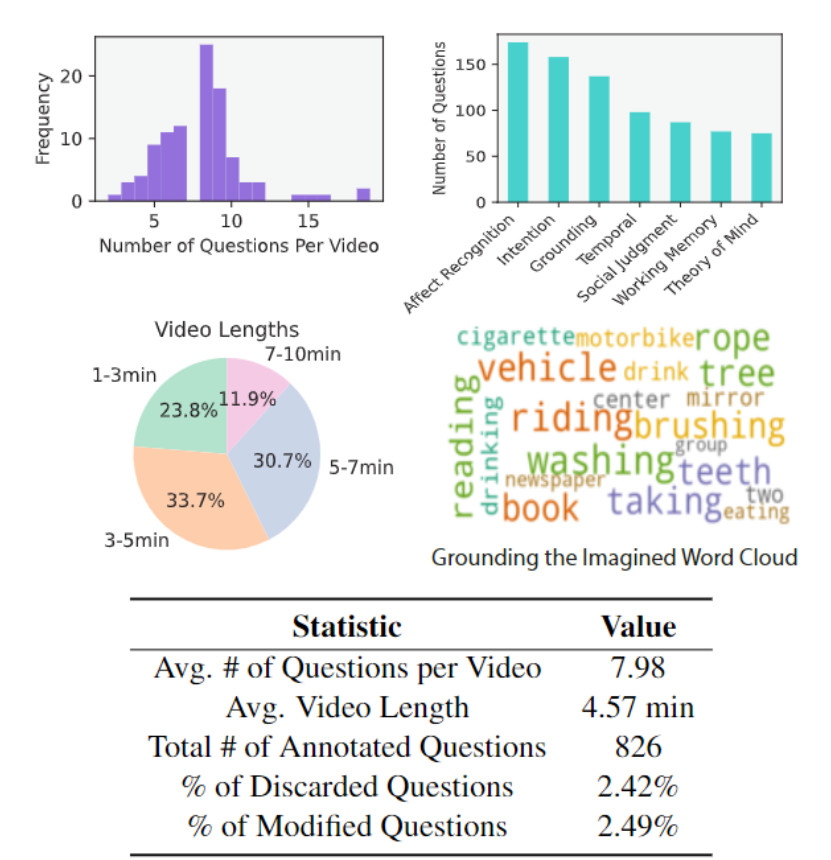 Frequency
20
10
0
5
10
15
Number of Questions Per Video
Number of Questions
150
100
50
0
Affect Recognition
Intention
Grounding
Temporal
Social Judgment
Working Memory
Theory of Mind
Video Lengths
7-10min
1-3min
11.9%
23.8%
30.7%
5-7min
33.7%
3-5min
cigarette motorbike rope
vehicle drink tree
center mirror
reading drinking riding brushing
group
washing teeth
newspaper
book taking two
eating
Grounding the Imagined Word Cloud
Statistic Value
Avg. # of Questions per Video 7.98
Avg. Video Length 4.57 min
Total # of Annotated Questions 826
% of Discarded Questions 2.42%
% of Modified Questions 2.49%